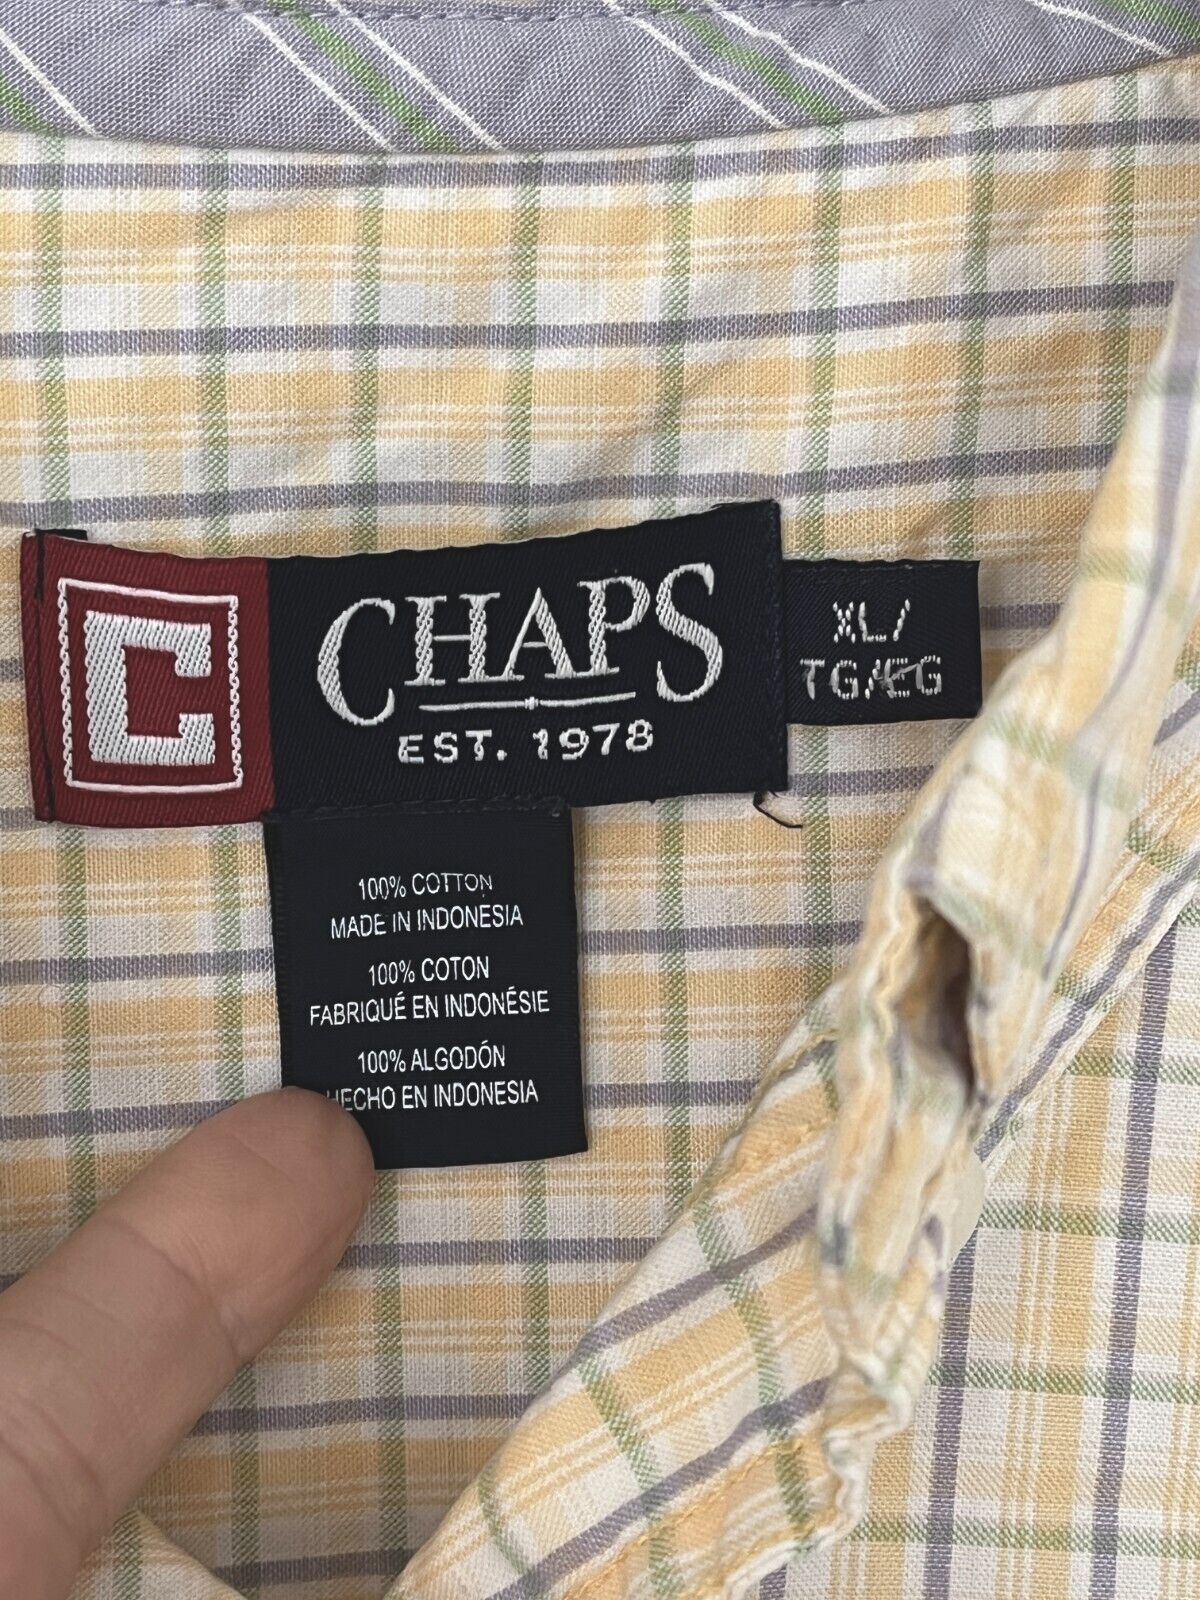 C
CHAPS
EST. 1978
XL/
TG/EG
100% COTTON
MADE IN INDONESIA
100% COTON
FABRIQUÉ EN INDONÉSIE
100% ALGODÓN
HECHO EN INDONESIA